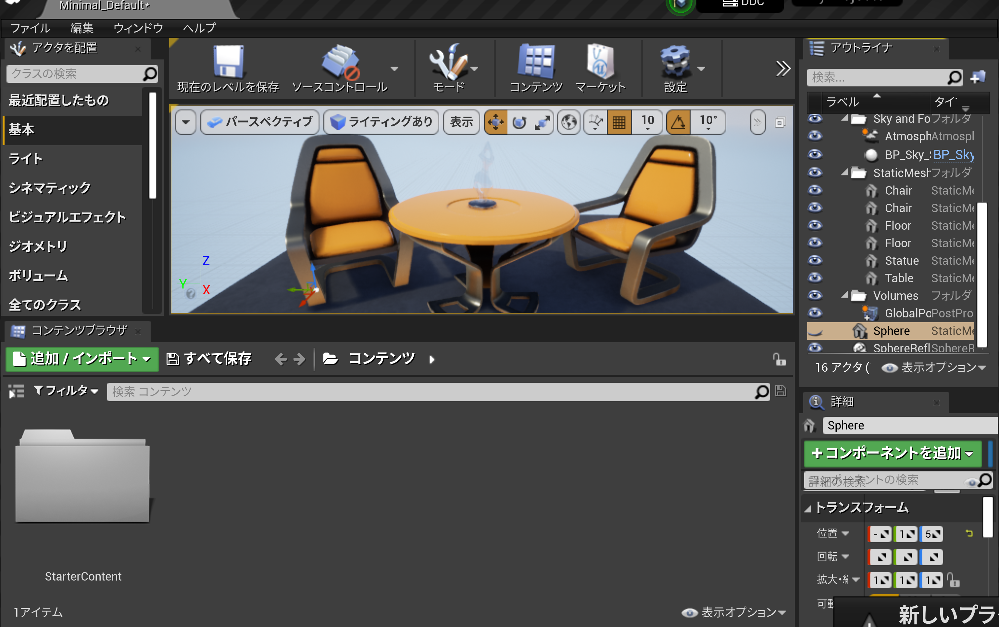 Minimal_Default*
DDC
ファイル 編集 ウィンドウ ヘルプ
アクタを配置
クラスの検索
最近配置したもの
基本
ライト
シネマティック
ビジュアルエフェクト
ジオメトリ
ボリューム
全てのクラス
現在のレベルを保存 ソースコントロール モード コンテンツ マーケット 設定
パースペクティブ ライティングあり 表示 10 10°
Z
Y
X
アウトライナ
検索...
ラベル タイ
Sky and Fo フォルダ
Atmosph Atmosph
BP_Sky_S BP_Sky
StaticMesh フォルダ
Chair StaticMe
Chair StaticMe
Floor StaticMe
Floor StaticMe
Statue StaticMe
Table StaticMe
Volumes フォルダ
GlobalPo PostPro
Sphere StaticMe
SphereRefl SphereR
16 アクタ (
表示オプション
コンテンツブラウザ
追加 / インポート すべて保存 コンテンツ
フィルタ 検索 コンテンツ
StarterContent
1アイテム
表示オプション
詳細
Sphere
+コンポーネントを追加
詳細の検索
トランスフォーム
位置 - 1 5
回転
拡大・ 1 1 1
可動
新しいプラ